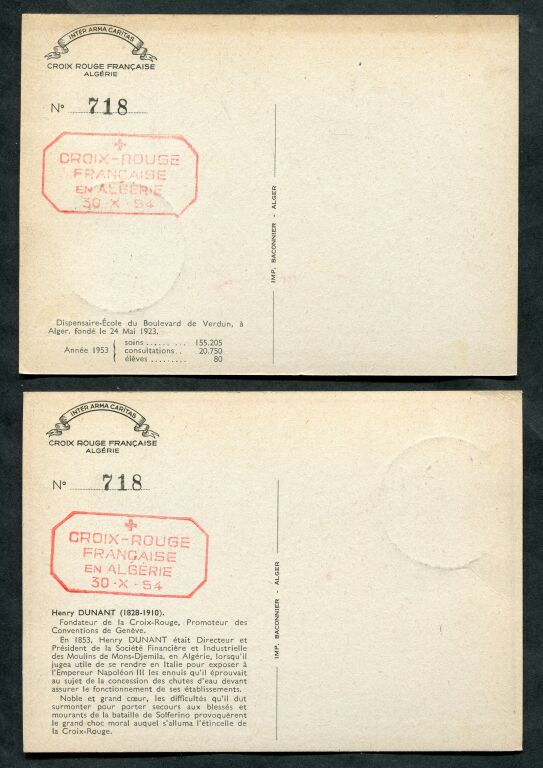 INTER ARMA CARITAS
CROIX ROUGE FRANÇAISE
ALGÉRIE
N° 718
CROIX-ROUGE
FRANÇAISE
EN ALGÉRIE
30·X·54
IMP. BACONNIER - ALGER
Dispensaire-École du Boulevard de Verdun, à
Alger. fondé le 24 Mai 1923.
Année 1953
soins ........ 155.205
consultations .. 20.750
élèves ......... 80
INTER ARMA CARITAS
CROIX ROUGE FRANÇAISE
ALGÉRIE
N° 718
CROIX-ROUGE
FRANÇAISE
EN ALGÉRIE
30·X·54
IMP. BACONNIER - ALGER
Henry DUNANT (1828-1910).
Fondateur de la Croix-Rouge, Promoteur des
Conventions de Genève.
En 1853, Henry DUNANT était Directeur et
Président de la Société Financière et Industrielle
des Moulins de Mons-Djemila, en Algérie, lorsqu'il
jugea utile de se rendre en Italie pour exposer à
l'Empereur Napoléon III les ennuis qu'il éprouvait
au sujet de la concession des chutes d'eau devant
assurer le fonctionnement de ses établissements.
Noble et grand cœur, les difficultés qu'il dut
surmonter pour porter secours aux blessés et
mourants de la bataille de Solferino provoquèrent
le grand choc moral auquel s'alluma l'étincelle de
la Croix-Rouge.